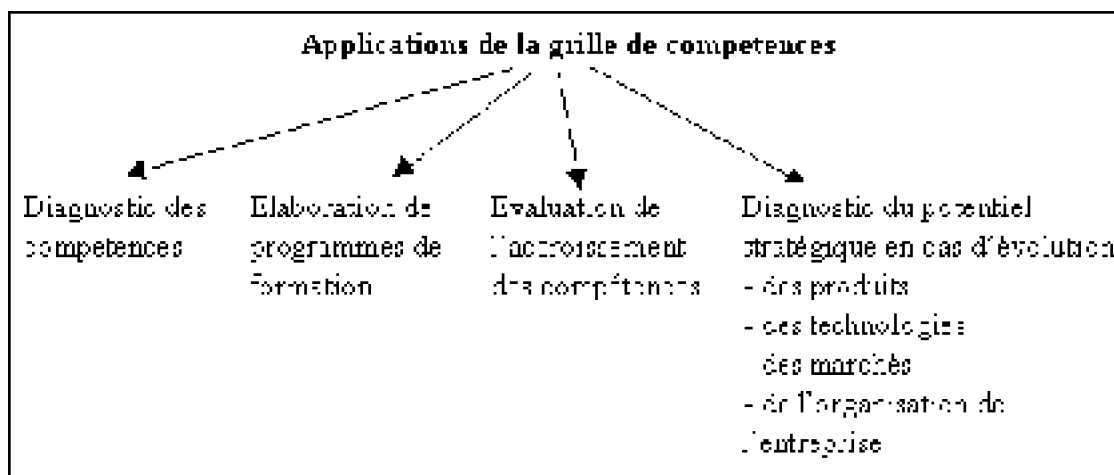 Applications de la grille de competences
Diagnostic des
competences
Elaboration de
programmes de
formation
Evaluation de
l'accroissement
des compétences
Diagnostic du potentiel
stratégique en cas d'évolution
- des produits
- des technologies
des marchés
- de l'organisation de
l'entreprise